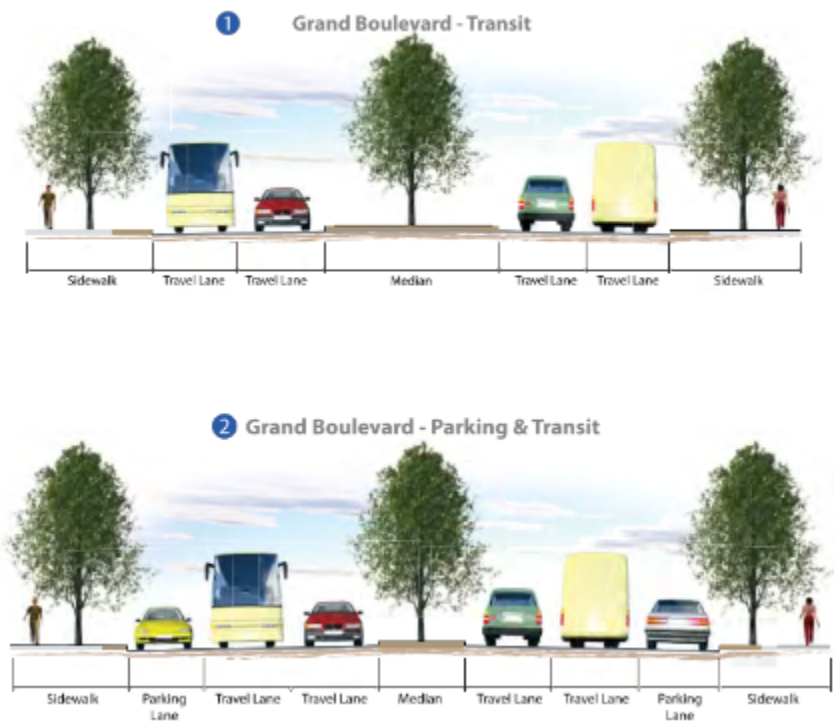 1 Grand Boulevard - Transit
Sidewalk Travel Lane Travel Lane Median Travel Lane Travel Lane Sidewalk
2 Grand Boulevard - Parking & Transit
Sidewalk Parking Travel Lane Travel Lane Median Travel Lane Travel Lane Parking Sidewalk
Lane Lane